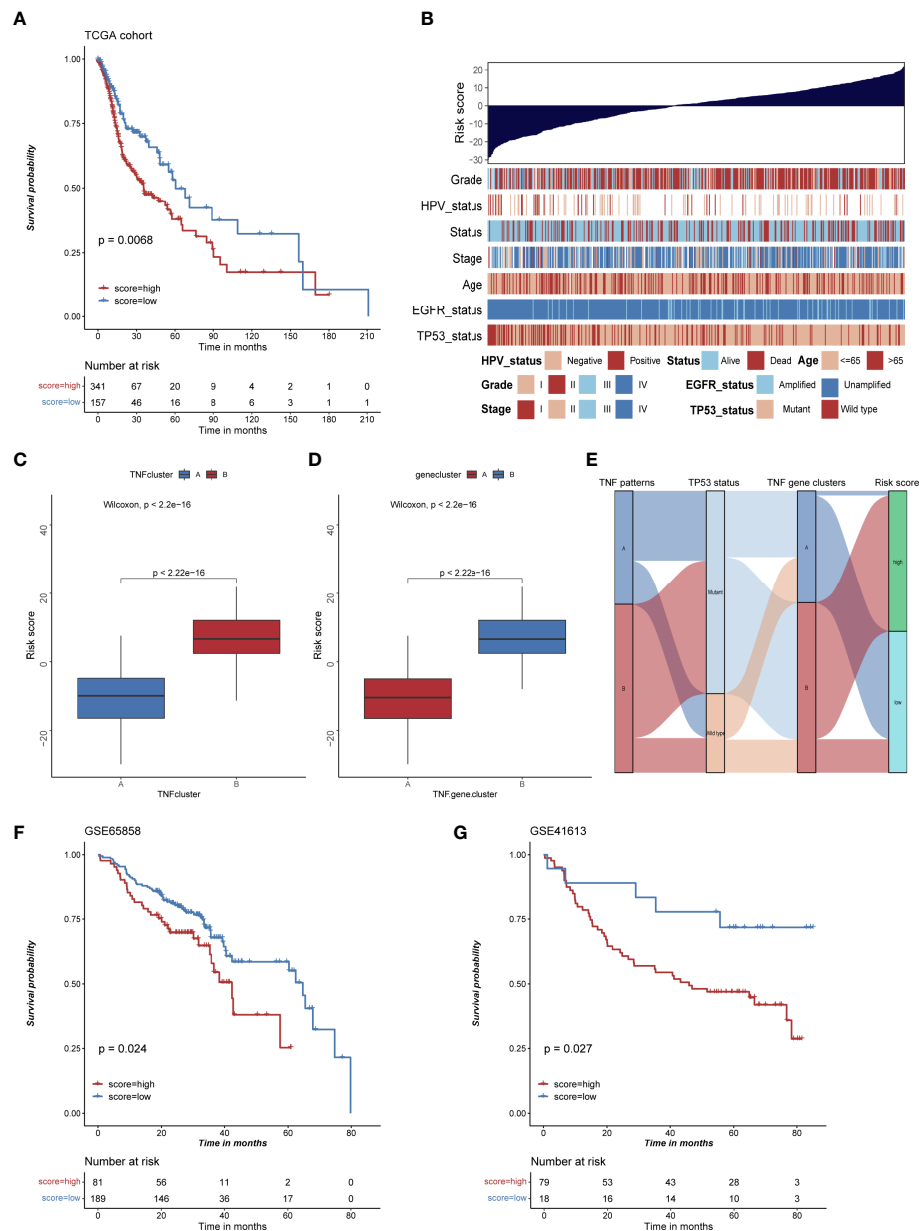 A
TCGA cohort
Survival probability
1.00
0.75
0.50
0.25
0.00
p = 0.0068
score=high
score=low
0 30 60 90 120 150 180 210
Time in months
Number at risk
score=high 341 67 20 9 4 2 1 0
score=low 157 46 16 8 6 3 1 1
0 30 60 90 120 150 180 210
Time in months
B
Risk score
20
10
0
-10
-20
-30
Grade
HPV_status
Status
Stage
Age
EGFR_status
TP53_status
HPV_status Negative Positive Status Alive Dead Age <=65 >65
Grade I II III IV EGFR_status Amplified Unamplified
Stage I II III IV TP53_status Mutant Wild type
C
TNFcluster A B
Wilcoxon, p < 2.2e−16
p < 2.22e−16
Risk score
40
20
0
−20
A B
TNFcluster
D
genecluster A B
Wilcoxon, p < 2.2e−16
p < 2.22e−16
Risk score
40
20
0
−20
A B
TNF.gene.cluster
E
TNF patterns TP53 status TNF gene clusters Risk score
A
B
Mutant
Wild type
A
B
high
low
F
GSE65858
Survival probability
1.00
0.75
0.50
0.25
0.00
p = 0.024
score=high
score=low
0 20 40 60 80
Time in months
Number at risk
score=high 81 56 11 2 0
score=low 189 146 36 17 0
0 20 40 60 80
Time in months
G
GSE41613
Survival probability
1.00
0.75
0.50
0.25
0.00
p = 0.027
score=high
score=low
0 20 40 60 80
Time in months
Number at risk
score=high 79 53 43 28 3
score=low 18 16 14 10 3
0 20 40 60 80
Time in months